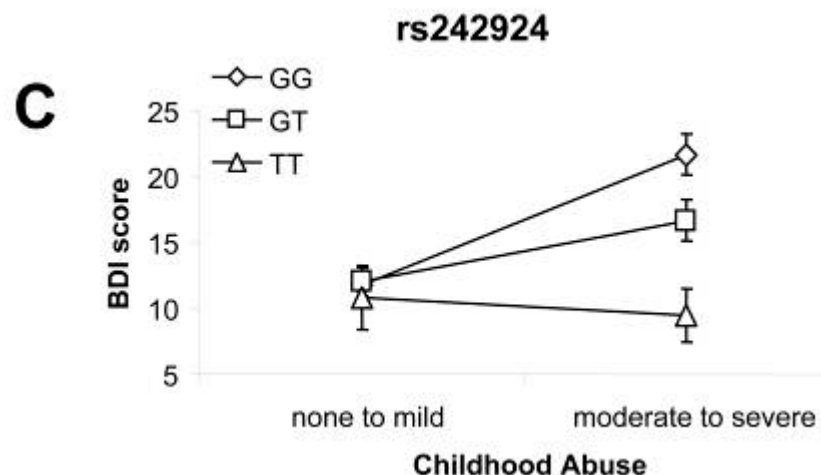 rs242924
C
GG
GT
TT
25
20
15
10
5
BDI score
none to mild
moderate to severe
Childhood Abuse